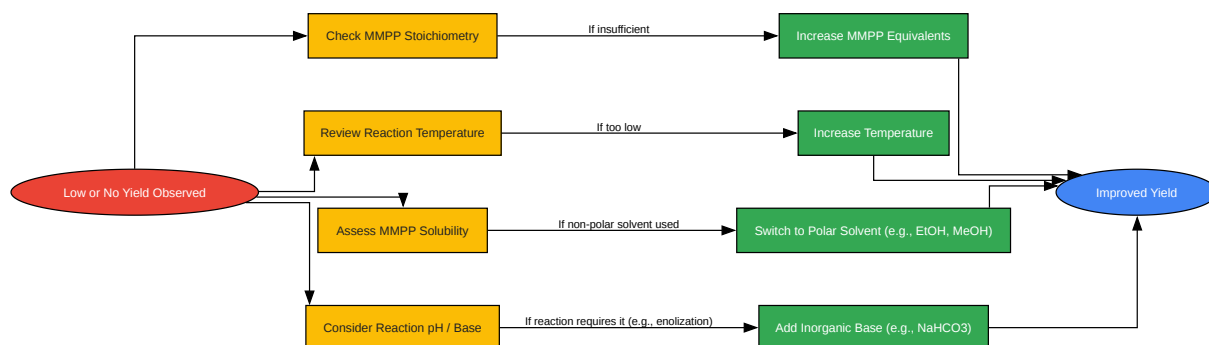 Check MMPP Stoichiometry
If insufficient
Increase MMPP Equivalents
Review Reaction Temperature
If too low
Increase Temperature
Low or No Yield Observed
Improved Yield
Assess MMPP Solubility
If non-polar solvent used
Switch to Polar Solvent (e.g., EtOH, MeOH)
Consider Reaction pH / Base
If reaction requires it (e.g., enolization)
Add Inorganic Base (e.g., NaHCO3)